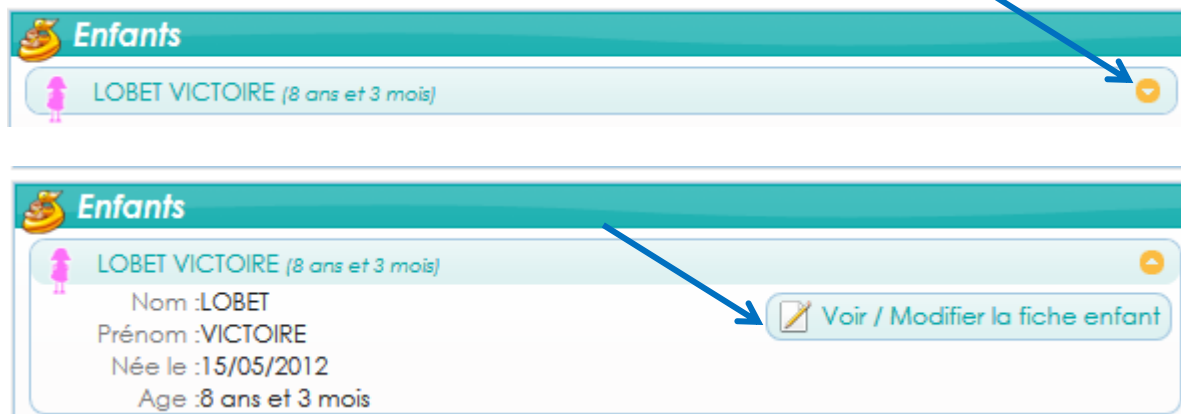 Enfants
LOBET VICTOIRE (8 ans et 3 mois)
Enfants
LOBET VICTOIRE (8 ans et 3 mois)
Nom :LOBET
Voir / Modifier la fiche enfant
Prénom :VICTOIRE
Née le :15/05/2012
Age :8 ans et 3 mois